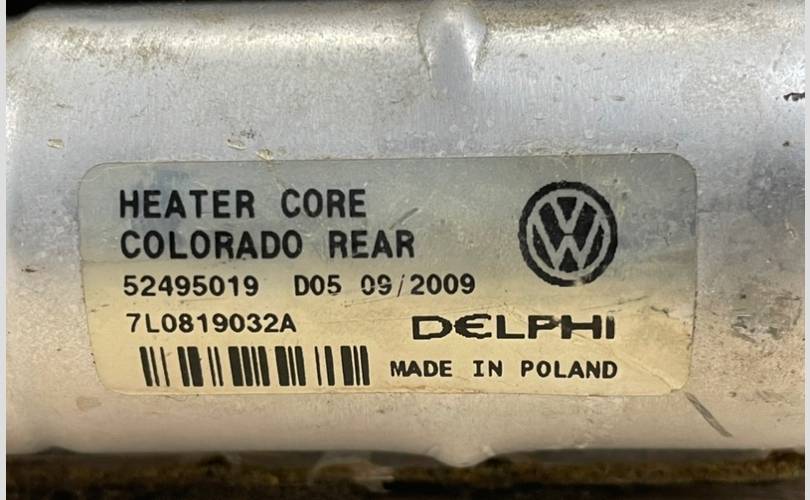 HEATER CORE
COLORADO REAR
52495019 D05 09/2009
7L0819032A
DELPHI
MADE IN POLAND